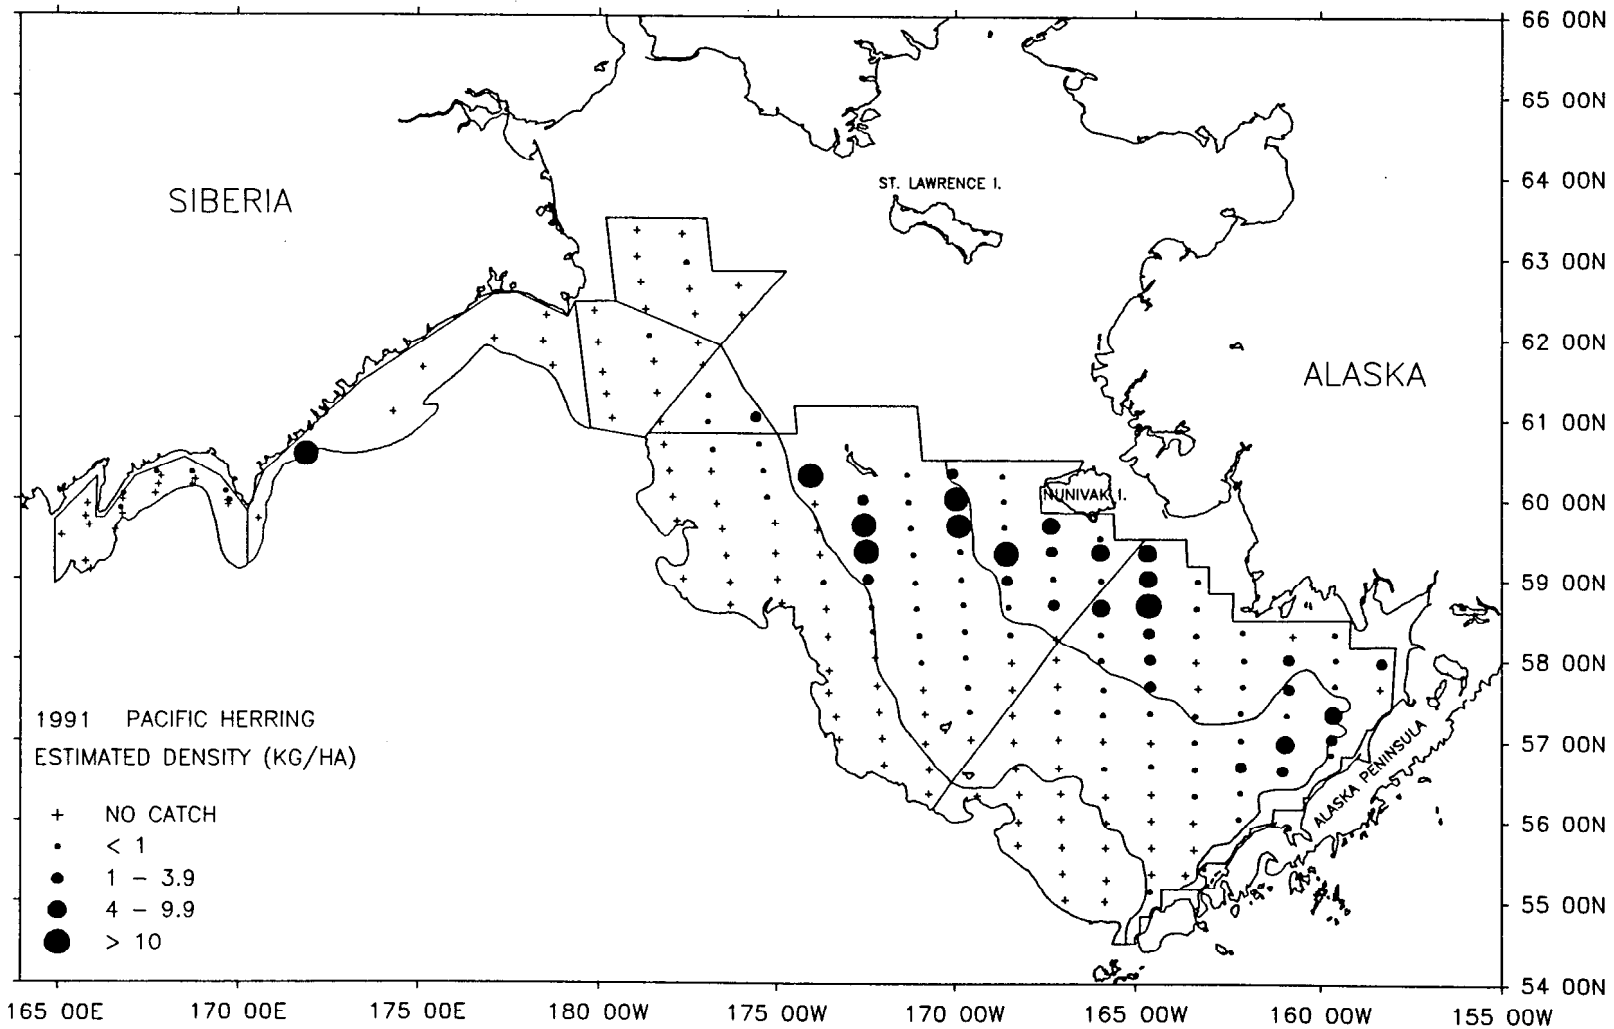 66 00N
65 00N
64 00N
63 00N
62 00N
61 00N
60 00N
59 00N
58 00N
57 00N
56 00N
55 00N
54 00N
SIBERIA
ST. LAWRENCE I.
ALASKA
NUNIVAK I.
ALASKA PENINSULA
1991 PACIFIC HERRING
ESTIMATED DENSITY (KG/HA)
+ NO CATCH
< 1
1 – 3.9
4 – 9.9
> 10
165 00E 170 00E 175 00E 180 00W 175 00W 170 00W 165 00W 160 00W 155 00W